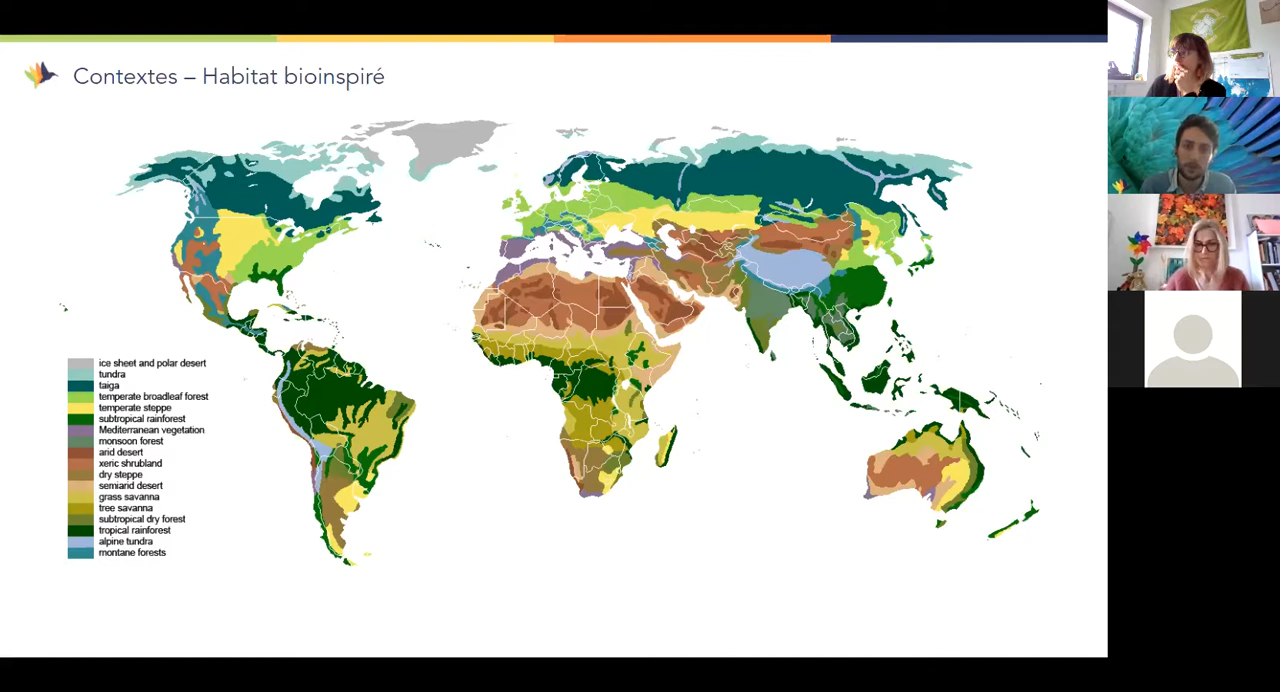 Contextes – Habitat bioinspiré
ice sheet and polar desert
tundra
taiga
temperate broadleaf forest
temperate steppe
subtropical rainforest
Mediterranean vegetation
monsoon forest
arid desert
xeric shrubland
dry steppe
semiarid desert
grass savanna
tree savanna
subtropical dry forest
tropical rainforest
alpine tundra
montane forests